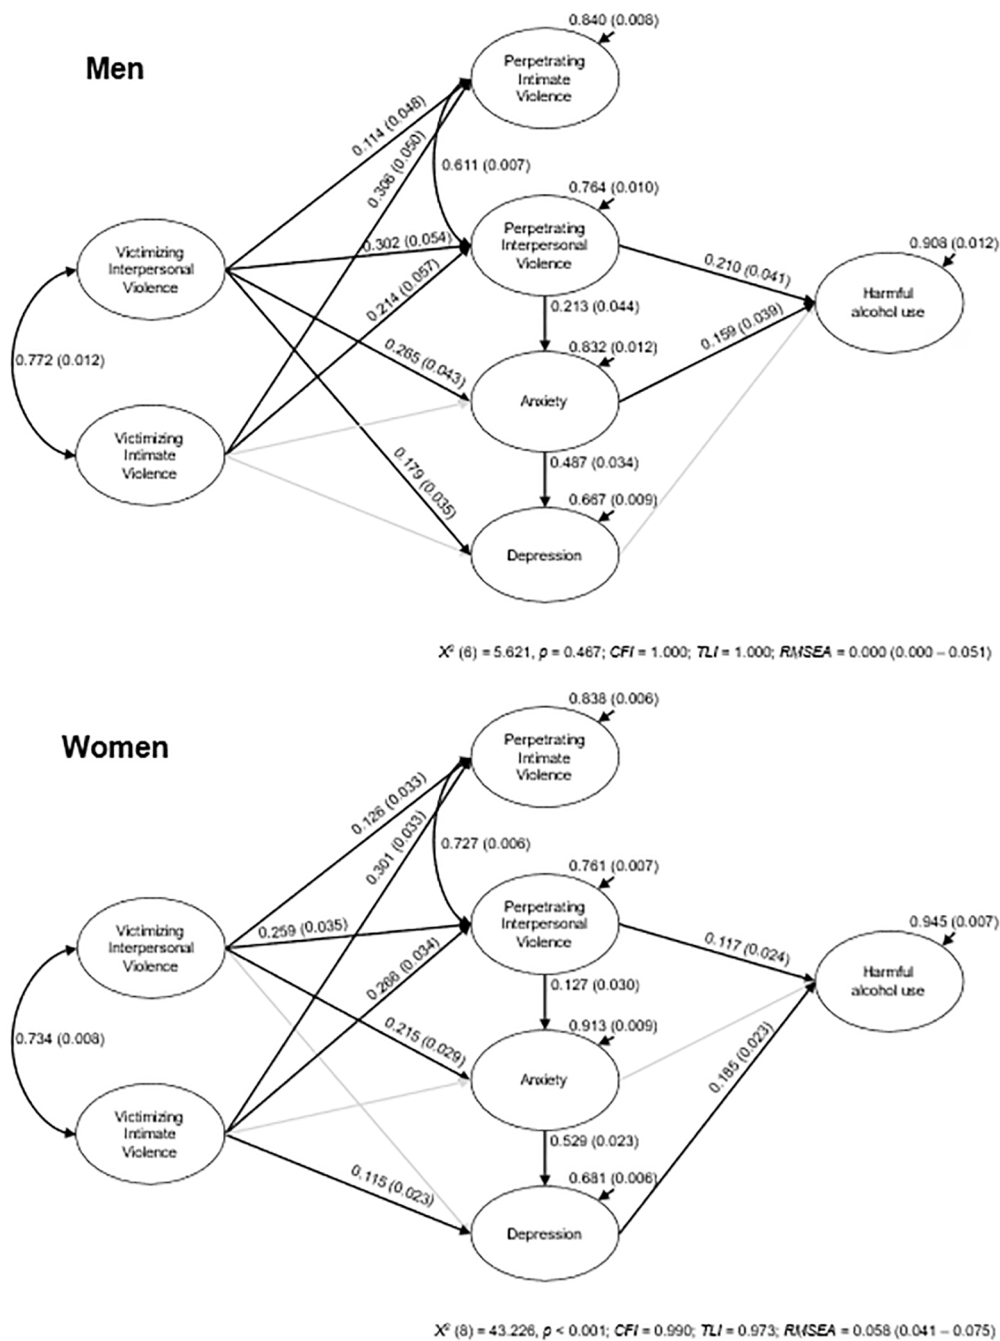 Men
0.840 (0.008)
Perpetrating
Intimate
Violence
0.114 (0.048)
0.306 (0.050)
0.611 (0.007)
0.764 (0.010)
Perpetrating
Interpersonal
Violence
0.302 (0.054)
0.214 (0.057)
Victimizing
Interpersonal
Violence
0.210 (0.041)
0.908 (0.012)
Harmful
alcohol use
0.213 (0.044)
0.159 (0.039)
0.265 (0.043)
0.832 (0.012)
Anxiety
0.772 (0.012)
Victimizing
Intimate
Violence
0.179 (0.035)
0.487 (0.034)
0.667 (0.009)
Depression
X² (6) = 5.621, p = 0.467; CFI = 1.000; TLI = 1.000; RMSEA = 0.000 (0.000 – 0.051)
Women
0.838 (0.006)
Perpetrating
Intimate
Violence
0.126 (0.033)
0.301 (0.033)
0.727 (0.006)
0.761 (0.007)
Perpetrating
Interpersonal
Violence
0.259 (0.035)
0.266 (0.034)
Victimizing
Interpersonal
Violence
0.117 (0.024)
0.945 (0.007)
Harmful
alcohol use
0.127 (0.030)
0.215 (0.029)
0.913 (0.009)
Anxiety
0.734 (0.008)
0.185 (0.023)
Victimizing
Intimate
Violence
0.115 (0.023)
0.529 (0.023)
0.681 (0.006)
Depression
X² (8) = 43.226, p < 0.001; CFI = 0.990; TLI = 0.973; RMSEA = 0.058 (0.041 – 0.075)